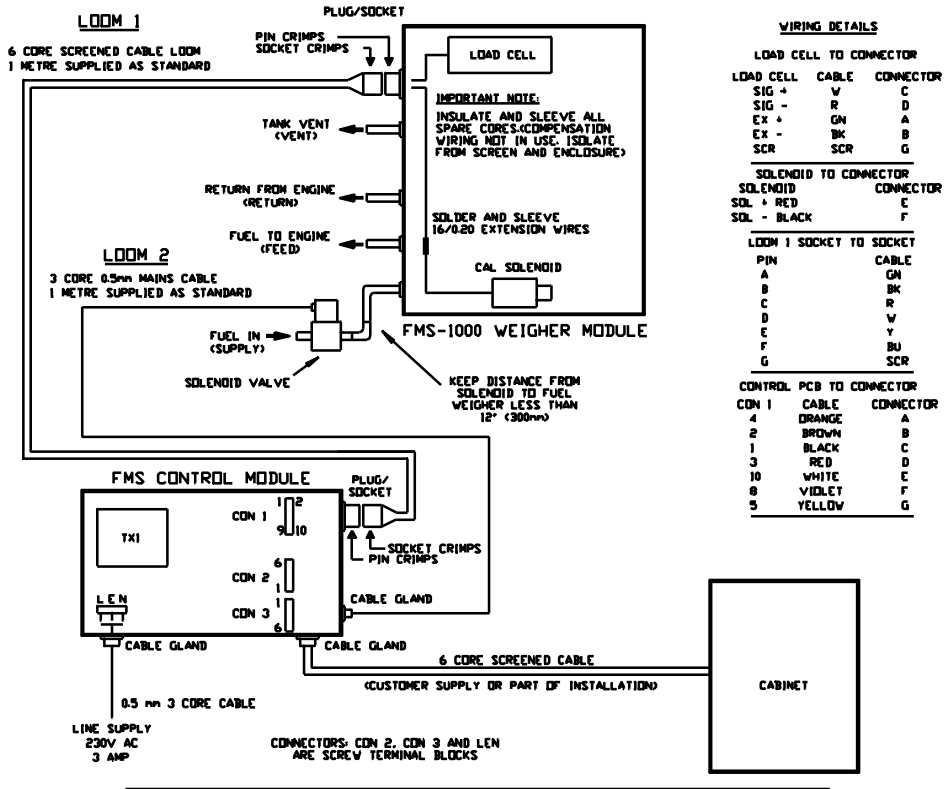 LOOM 1
6 CORE SCREENED CABLE LOOM
1 METRE SUPPLIED AS STANDARD
PLUG/SOCKET
PIN CRIMPS
SOCKET CRIMPS
LOAD CELL
IMPORTANT NOTE:
INSULATE AND SLEEVE ALL
SPARE CORES.(COMPENSATION
WIRING NOT IN USE. ISOLATE
FROM SCREEN AND ENCLOSURE)
TANK VENT
(VENT)
RETURN FROM ENGINE
(RETURN)
FUEL TO ENGINE
(FEED)
SOLDER AND SLEEVE
16/0.20 EXTENSION WIRES
CAL SOLENOID
LOOM 2
3 CORE 0.5mm MAINS CABLE
1 METRE SUPPLIED AS STANDARD
FUEL IN
(SUPPLY)
SOLENOID VALVE
FMS-1000 WEIGHER MODULE
KEEP DISTANCE FROM
SOLENOID TO FUEL
WEIGHER LESS THAN
12" (300mm)
FMS CONTROL MODULE
PLUG/
SOCKET
TX1
CON 1
1 2
9 10
SOCKET CRIMPS
PIN CRIMPS
CON 2
6
1
CON 3
1
6
L E N
CABLE GLAND
CABLE GLAND
CABLE GLAND
6 CORE SCREENED CABLE
(CUSTOMER SUPPLY OR PART OF INSTALLATION)
CABINET
0.5 mm 3 CORE CABLE
LINE SUPPLY
230V AC
3 AMP
CONNECTORS: CON 2, CON 3 AND LEN
ARE SCREW TERMINAL BLOCKS
WIRING DETAILS
LOAD CELL TO CONNECTOR
LOAD CELL CABLE CONNECTOR
SIG + W C
SIG - R D
EX + GN A
EX - BK B
SCR SCR G
SOLENOID TO CONNECTOR
SOLENOID CONNECTOR
SOL + RED E
SOL - BLACK F
LOOM 1 SOCKET TO SOCKET
PIN CABLE
A GN
B BK
C R
D W
E Y
F BU
G SCR
CONTROL PCB TO CONNECTOR
CON 1 CABLE CONNECTOR
4 ORANGE A
2 BROWN B
1 BLACK C
3 RED D
10 WHITE E
8 VIOLET F
5 YELLOW G